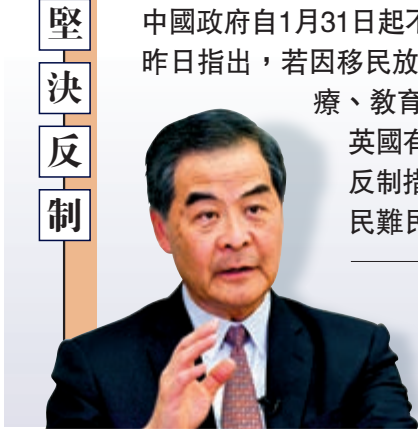 堅決反制
中國政府自1月31日起不
昨日指出，若因移民放
療、教育
英國有
反制措
民難民